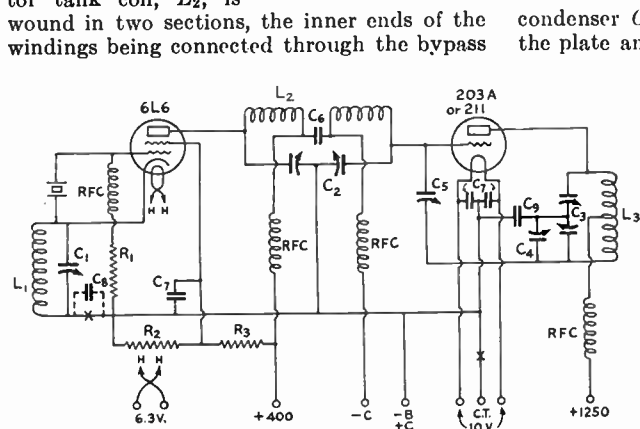 tor tank coil, L2, is
wound in two sections, the inner ends of the
windings being connected through the bypass
condenser C
the plate an
6L6
L2
C6
203A
or 211
RFC
C2
C5
C7
C9
C3
L3
C4
L1
C1
R1
C8
H H
C7
RFC
RFC
RFC
R2
R3
H H
6.3V.
+400
-C
-B
+C
C.T.
10 V.
+1250
X
X